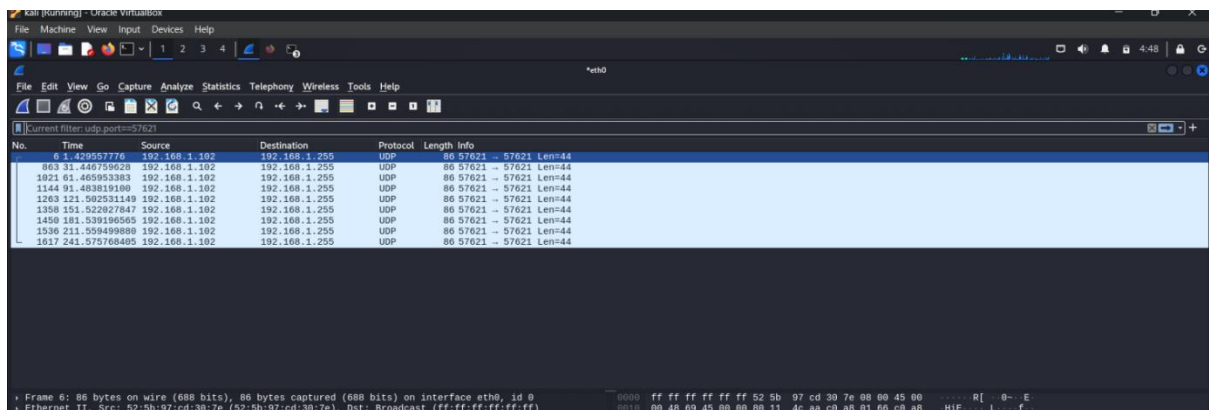 kali [Running] - Oracle VirtualBox
File Machine View Input Devices Help
1 2 3 4 4:48
*eth0
File Edit View Go Capture Analyze Statistics Telephony Wireless Tools Help
Current filter: udp.port==57621
No. Time Source Destination Protocol Length Info
6 1.429557776 192.168.1.102 192.168.1.255 UDP 86 57621 → 57621 Len=44
863 31.446759628 192.168.1.102 192.168.1.255 UDP 86 57621 → 57621 Len=44
1021 61.465953383 192.168.1.102 192.168.1.255 UDP 86 57621 → 57621 Len=44
1144 91.483819100 192.168.1.102 192.168.1.255 UDP 86 57621 → 57621 Len=44
1263 121.502531149 192.168.1.102 192.168.1.255 UDP 86 57621 → 57621 Len=44
1358 151.522027847 192.168.1.102 192.168.1.255 UDP 86 57621 → 57621 Len=44
1450 181.539196565 192.168.1.102 192.168.1.255 UDP 86 57621 → 57621 Len=44
1536 211.559499880 192.168.1.102 192.168.1.255 UDP 86 57621 → 57621 Len=44
1617 241.575768405 192.168.1.102 192.168.1.255 UDP 86 57621 → 57621 Len=44
Frame 6: 86 bytes on wire (688 bits), 86 bytes captured (688 bits) on interface eth0, id 0 0000 ff ff ff ff ff ff 52 5b 97 cd 30 7e 08 00 45 00 ······R[ ··0~··E·
Ethernet II, Src: 52:5b:97:cd:30:7e (52:5b:97:cd:30:7e), Dst: Broadcast (ff:ff:ff:ff:ff:ff) 0010 00 48 69 45 00 00 80 11 4c aa c0 a8 01 66 c0 a8